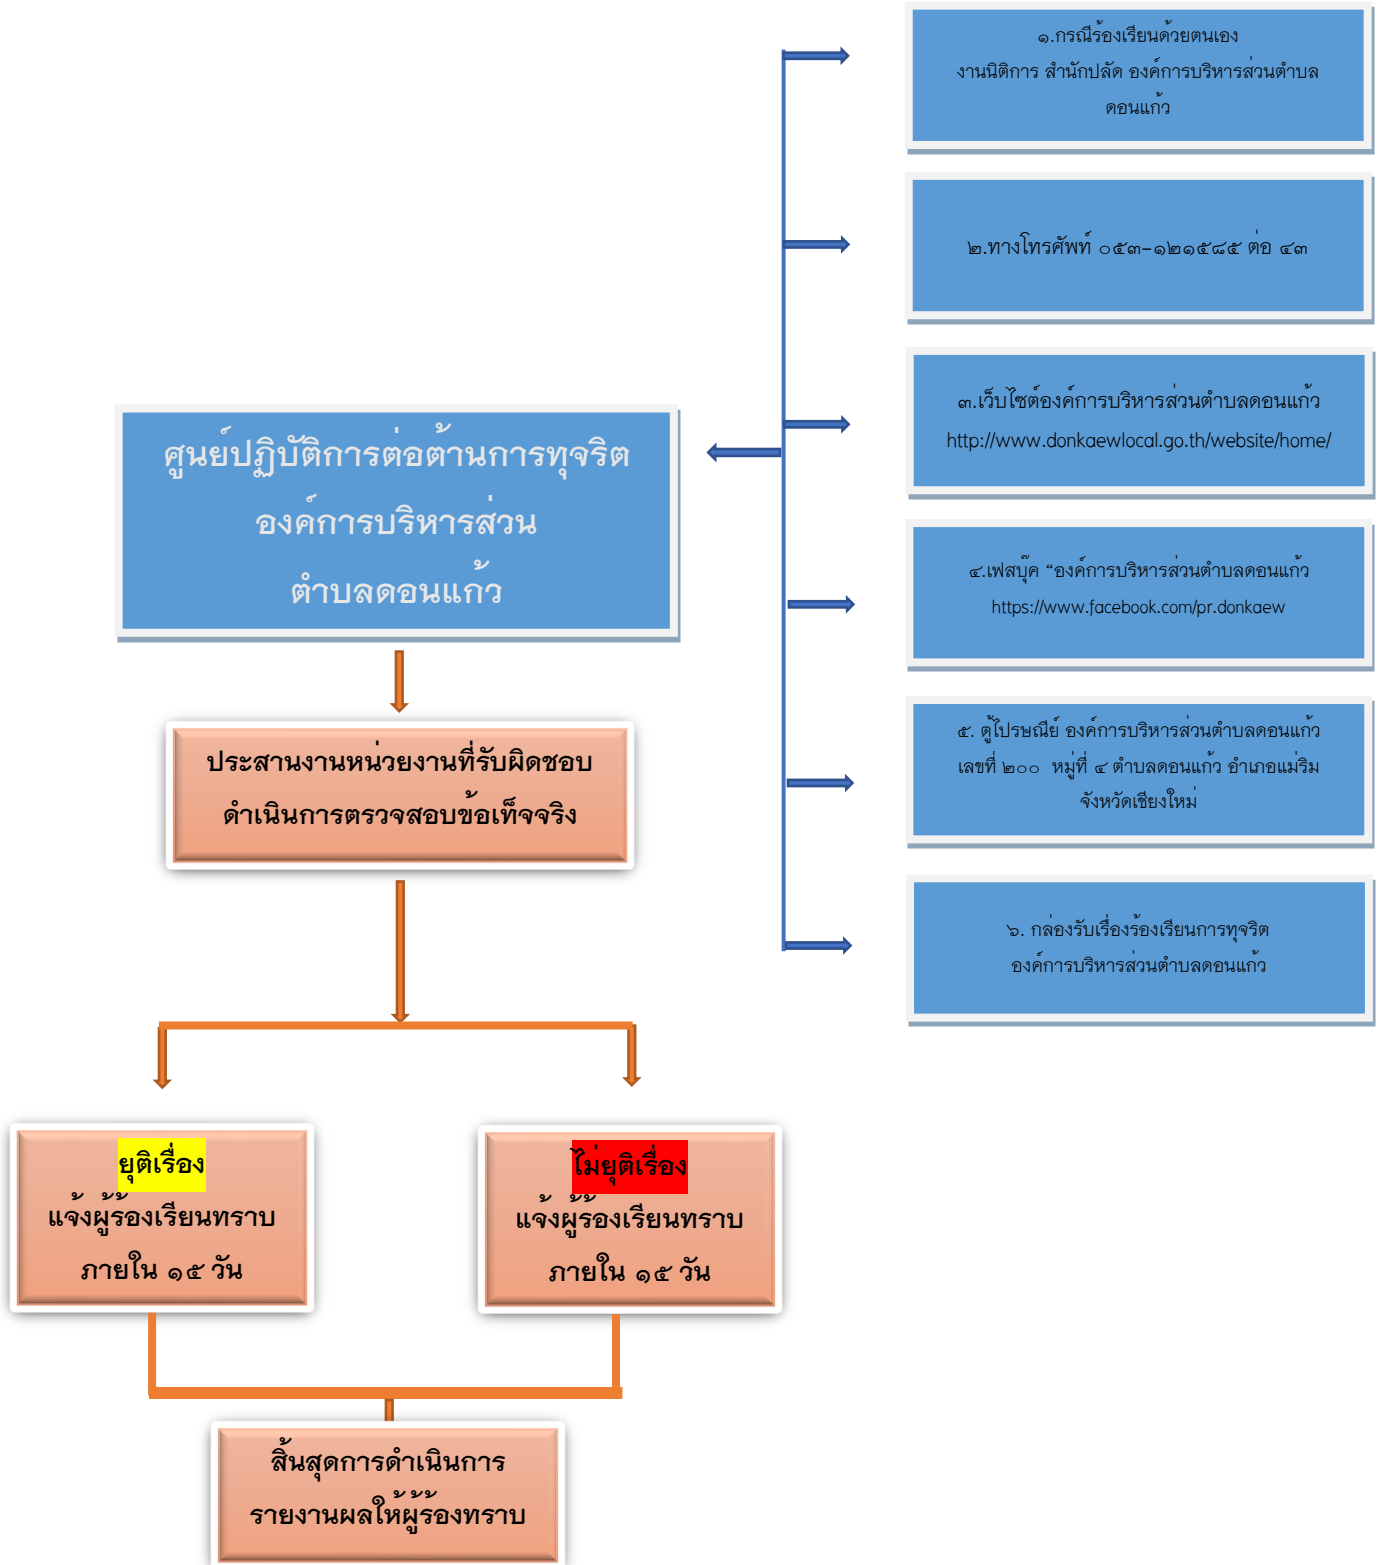 ๑.กรณีร้องเรียนด้วยตนเอง
งานนิติการ สำนักปลัด องค์การบริหารส่วนตำบล
ดอนแก้ว
๒.ทางโทรศัพท์ ๐๕๓-๑๒๑๕๘๕ ต่อ ๔๓
๓.เว็บไซต์องค์การบริหารส่วนตำบลดอนแก้ว
http://www.donkaewlocal.go.th/website/home/
๔.เฟสบุ๊ค “องค์การบริหารส่วนตำบลดอนแก้ว
https://www.facebook.com/pr.donkaew
๕. ตู้ไปรษณีย์ องค์การบริหารส่วนตำบลดอนแก้ว
เลขที่ ๒๐๐ หมู่ที่ ๔ ตำบลดอนแก้ว อำเภอแม่ริม
จังหวัดเชียงใหม่
๖. กล่องรับเรื่องร้องเรียนการทุจริต
องค์การบริหารส่วนตำบลดอนแก้ว
ศูนย์ปฏิบัติการต่อต้านการทุจริต
องค์การบริหารส่วน
ตำบลดอนแก้ว
ประสานงานหน่วยงานที่รับผิดชอบ
ดำเนินการตรวจสอบข้อเท็จจริง
ยุติเรื่อง
แจ้งผู้ร้องเรียนทราบ
ภายใน ๑๕ วัน
ไม่ยุติเรื่อง
แจ้งผู้ร้องเรียนทราบ
ภายใน ๑๕ วัน
สิ้นสุดการดำเนินการ
รายงานผลให้ผู้ร้องทราบ